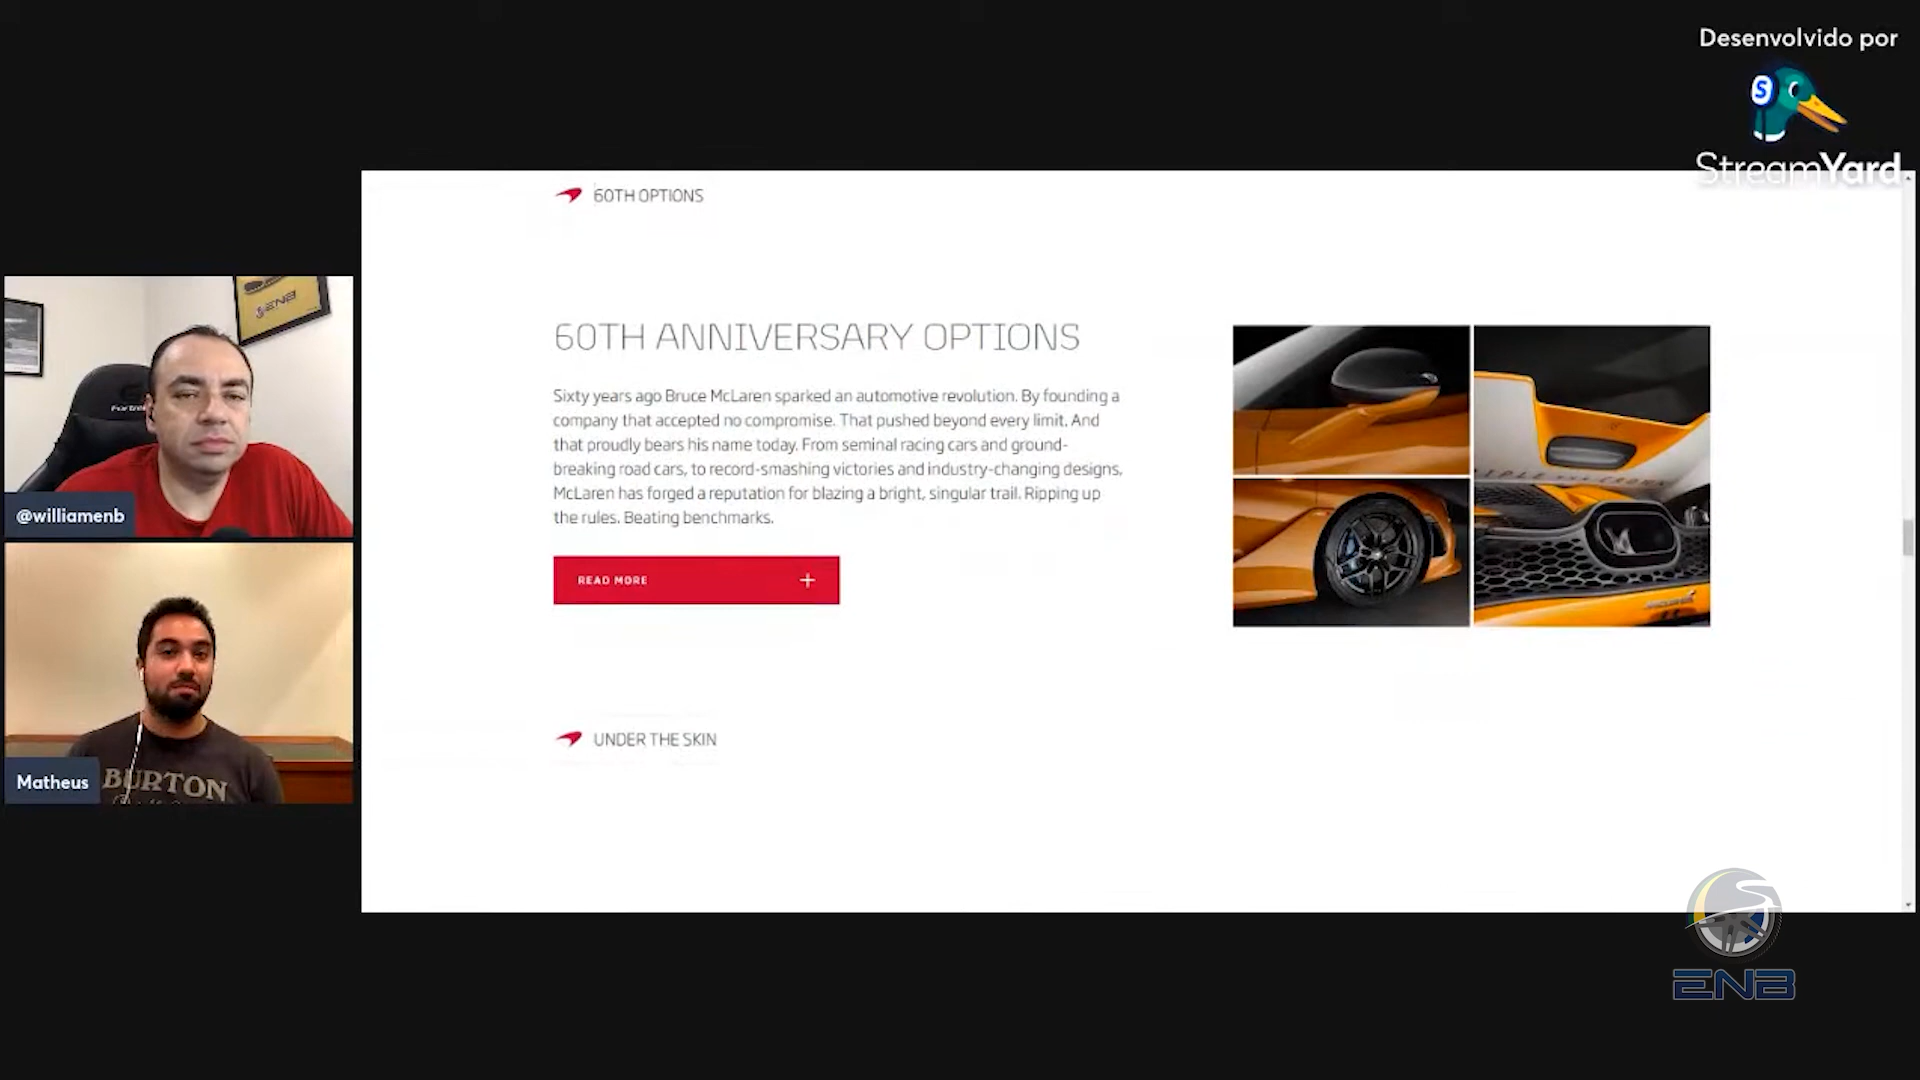 Desenvolvido por
StreamYard
60TH OPTIONS
60TH ANNIVERSARY OPTIONS
Sixty years ago Bruce McLaren sparked an automotive revolution. By founding a
company that accepted no compromise. That pushed beyond every limit. And
that proudly bears his name today. From seminal racing cars and ground-
breaking road cars, to record-smashing victories and industry-changing designs,
McLaren has forged a reputation for blazing a bright, singular trail. Ripping up
the rules. Beating benchmarks.
READ MORE +
UNDER THE SKIN
ENB
@williamenb
BURTON
Matheus
ENB